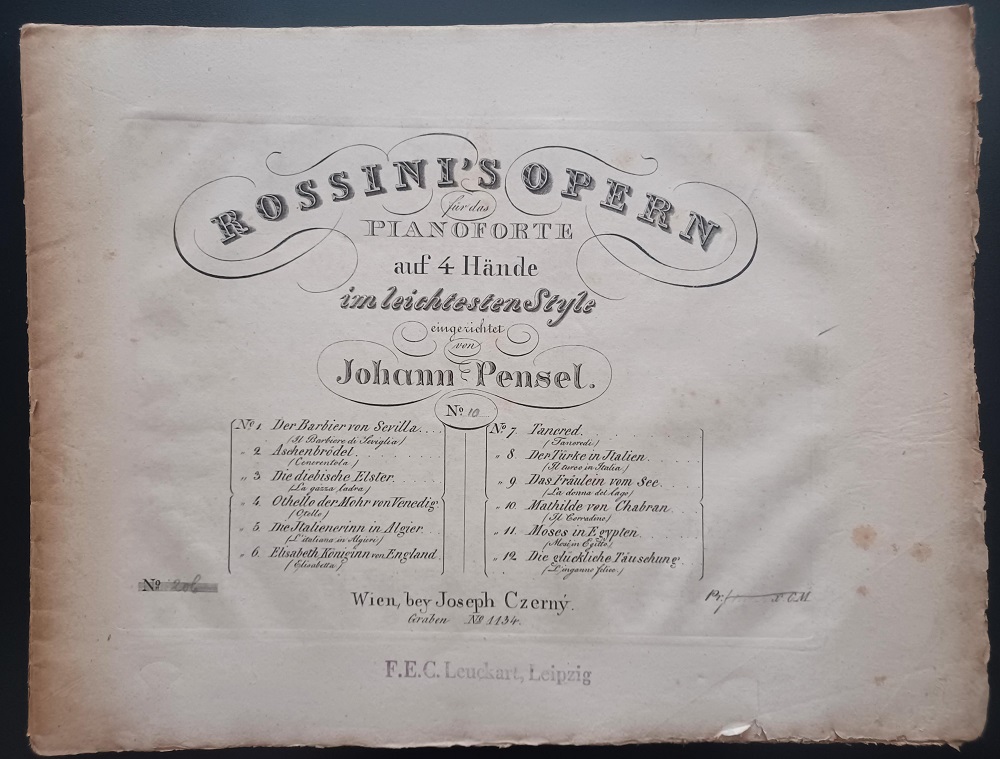 ROSSINI'S OPERN
für das
PIANOFORTE
auf 4 Hände
im leichtesten Style
eingerichtet
von
Johann Pensel.
No. 10
No. 1 Der Barbier von Sevilla....
(Il Barbiere di Seviglia)
" 2. Aschenbrödel.
(Cenerentola)
" 3 Die diebische Elster.
(La gazza ladra)
" 4. Othello der Mohr von Venedig.
(Otello)
" 5. Die Italienerinn in Algier.
(L'italiana in Algieri)
" 6. Elisabeth Königinn von England
(Elisabetta)
No. 7 Tancred.
(Tancredi)
" 8 Der Türke in Italien.
(Il turco in Italia)
" 9 Das Fräulein vom See.
(La donna del lago)
" 10. Mathilde von Chabran.
(Il Corradino)
" 11. Moses in Egypten.
(Mosé in Egitto)
" 12. Die glückliche Täuschung.
(L'inganno felice)
No. 206
Wien, bey Joseph Czerný.
Graben No. 1134.
Pr. x C.M
F.E.C. Leuckart, Leipzig